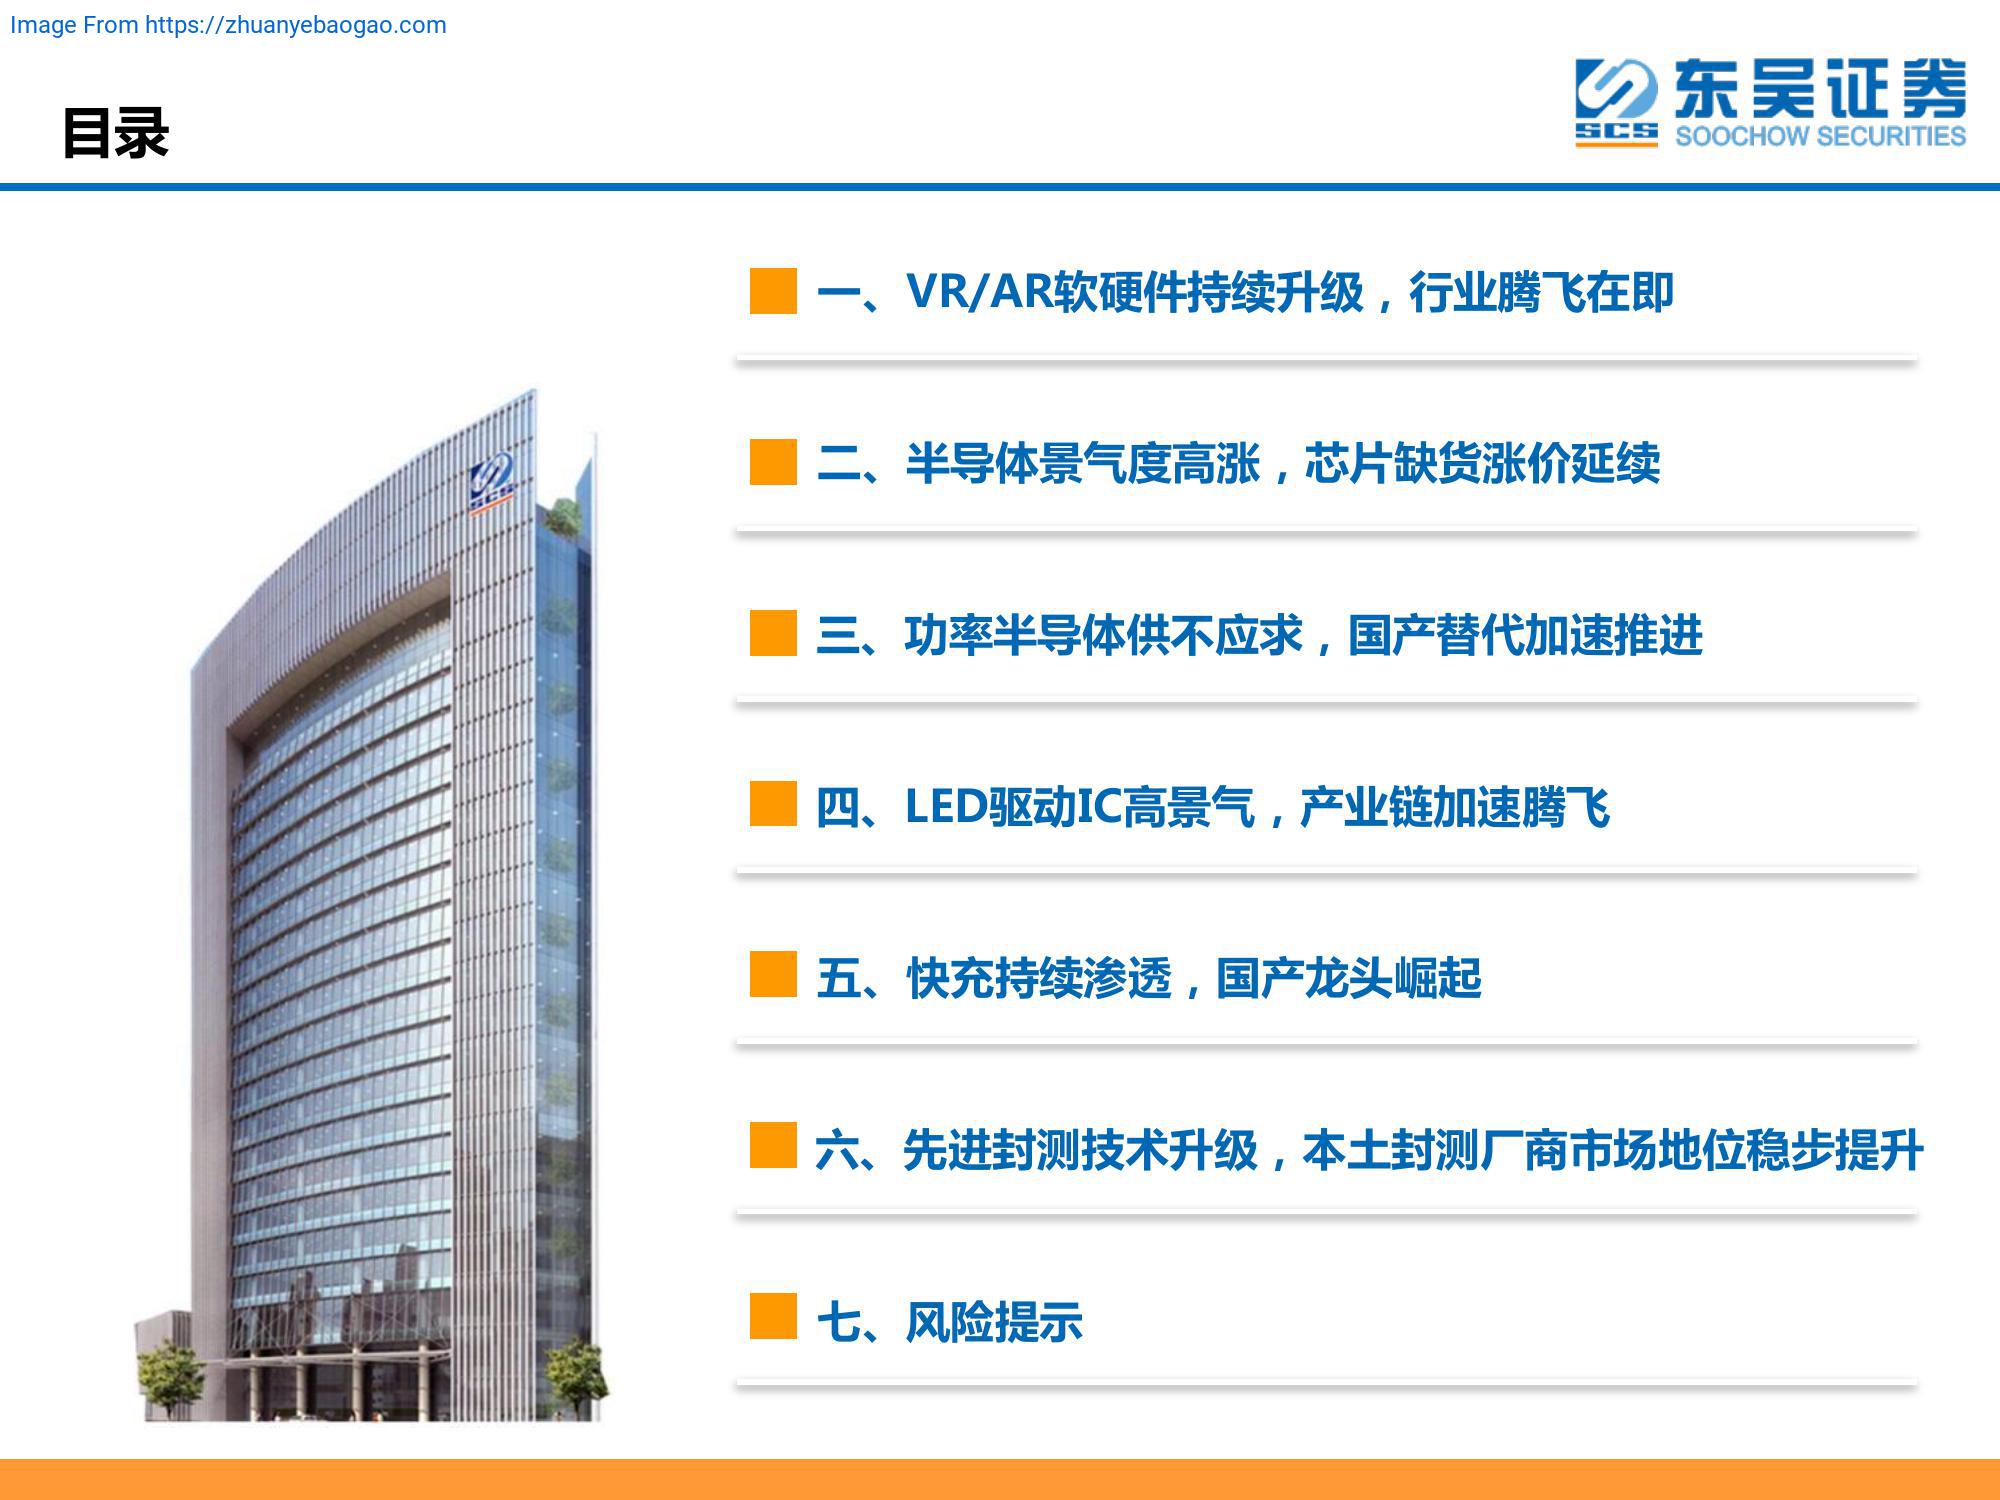 Image From https://zhuanyebaogao.com
目录
东吴证券
SCS
SOOCHOW SECURITIES
一、VR/AR软硬件持续升级，行业腾飞在即
二、半导体景气度高涨，芯片缺货涨价延续
三、功率半导体供不应求，国产替代加速推进
四、LED驱动IC高景气，产业链加速腾飞
五、快充持续渗透，国产龙头崛起
六、先进封测技术升级，本土封测厂商市场地位稳步提升
七、风险提示
SCS